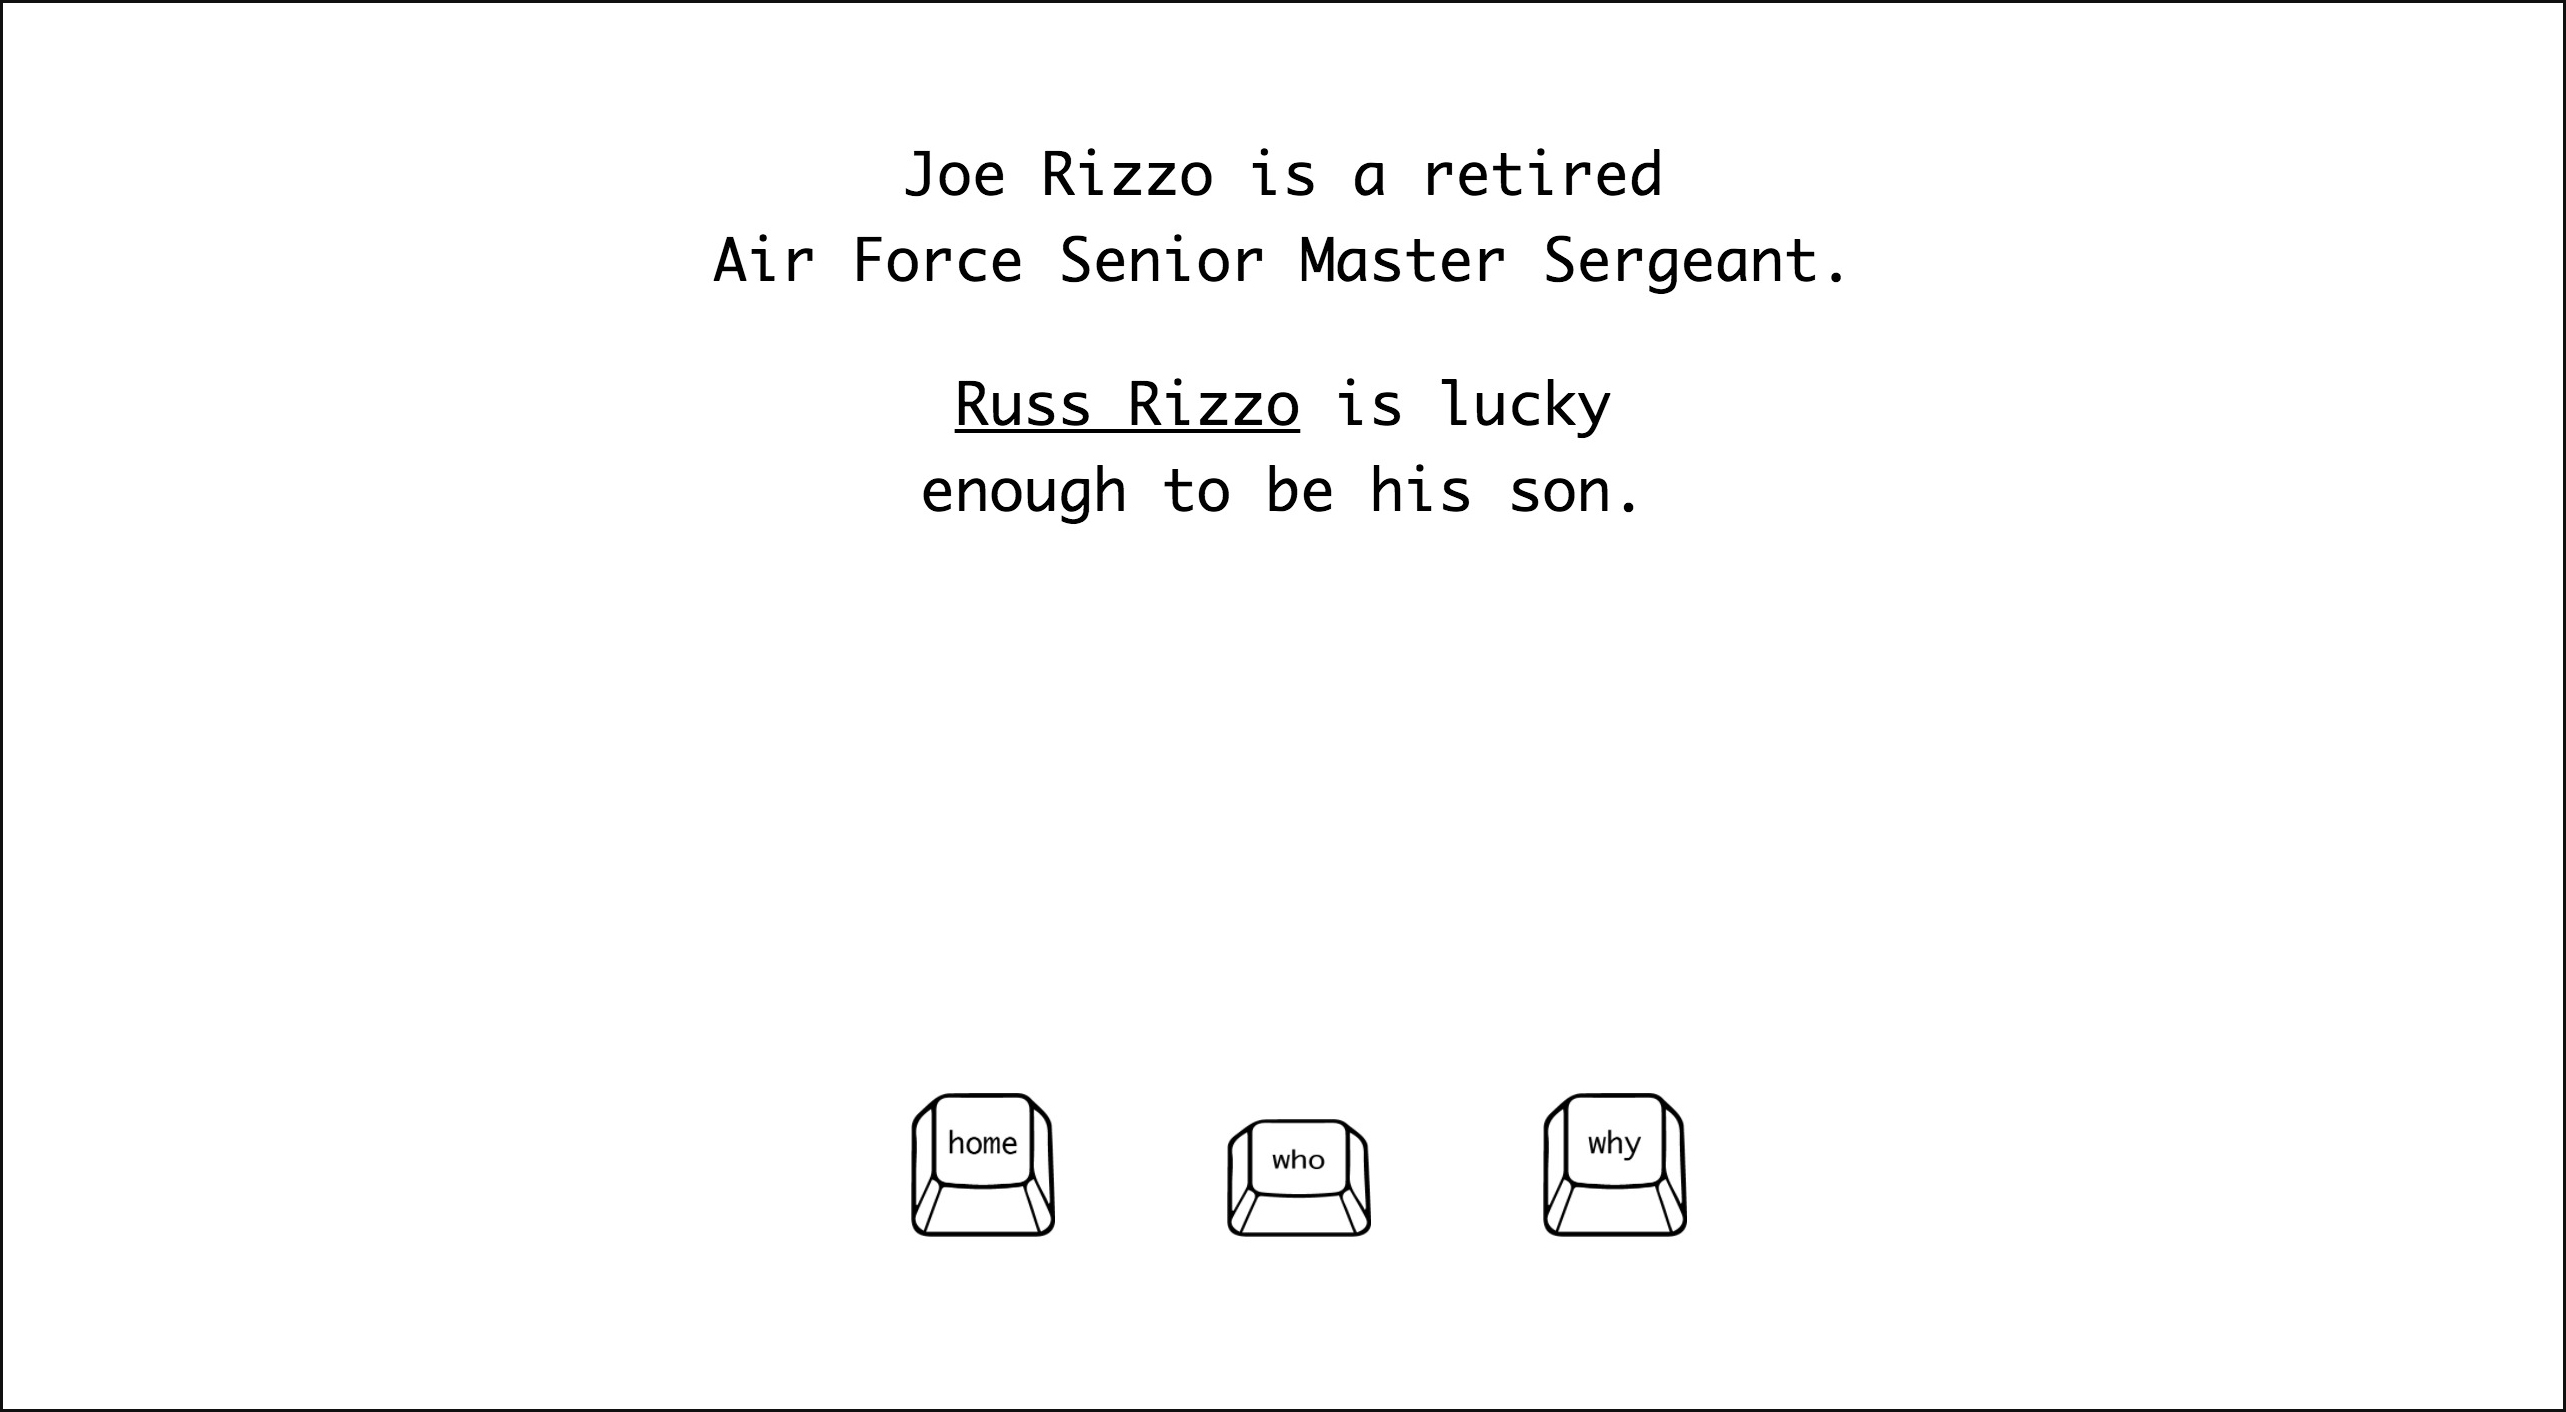 Joe Rizzo is a retired
Air Force Senior Master Sergeant.
Russ Rizzo is lucky
enough to be his son.
home
who
why